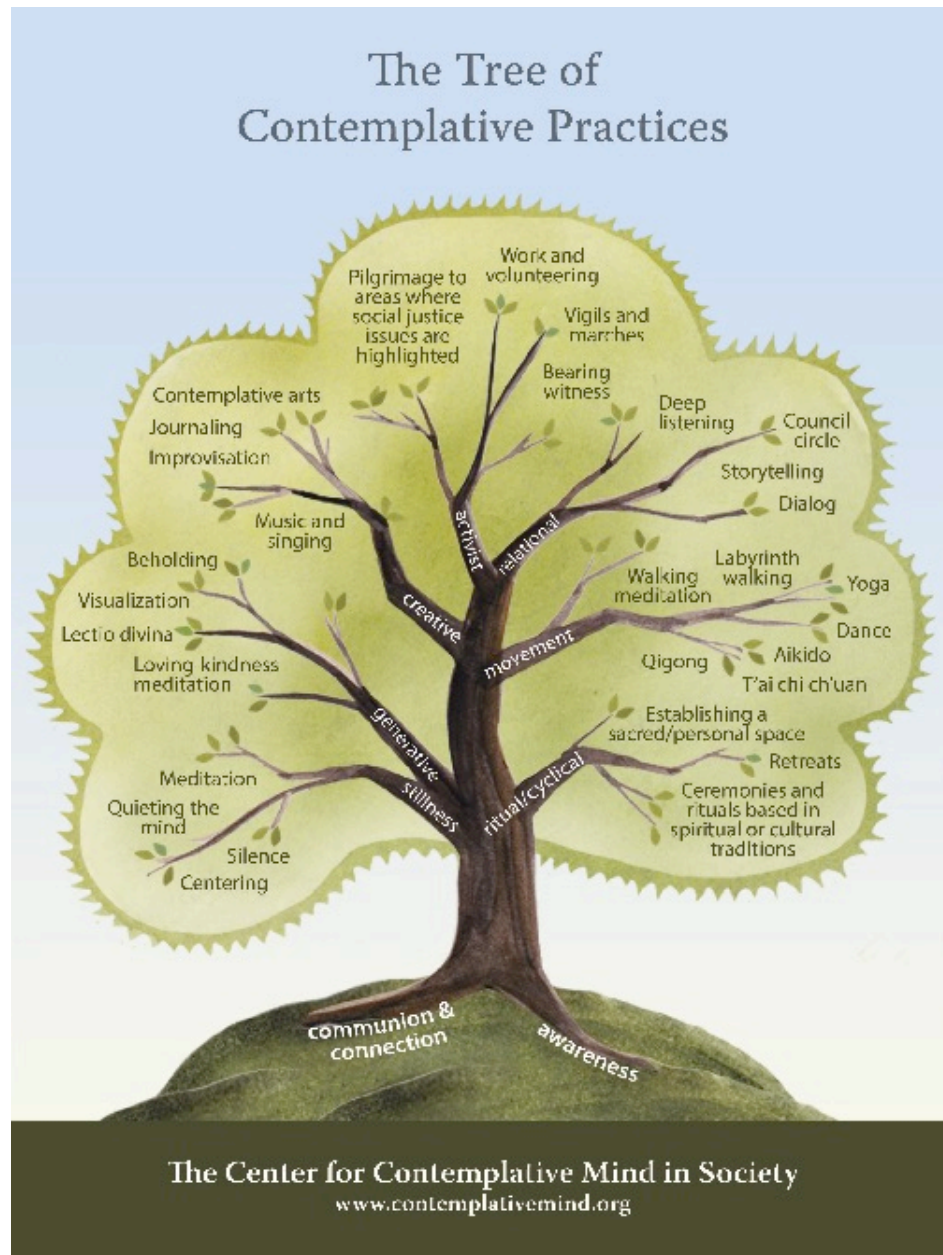 The Tree of
Contemplative Practices
Work and
volunteering
Pilgrimage to
areas where
social justice
issues are
highlighted
Vigils and
marches
Bearing
witness
Deep
listening
Council
circle
Storytelling
Dialog
Contemplative arts
Journaling
Improvisation
Music and
singing
activist
relational
creative
movement
Walking
meditation
Labyrinth
walking
Yoga
Dance
Aikido
Qigong
T'ai chi ch'uan
Beholding
Visualization
Lectio divina
Loving kindness
meditation
generative
stillness
ritual/cyclical
Establishing a
sacred/personal space
Retreats
Ceremonies and
rituals based in
spiritual or cultural
traditions
Meditation
Quieting the
mind
Silence
Centering
communion &
connection
awareness
The Center for Contemplative Mind in Society
www.contemplativemind.org